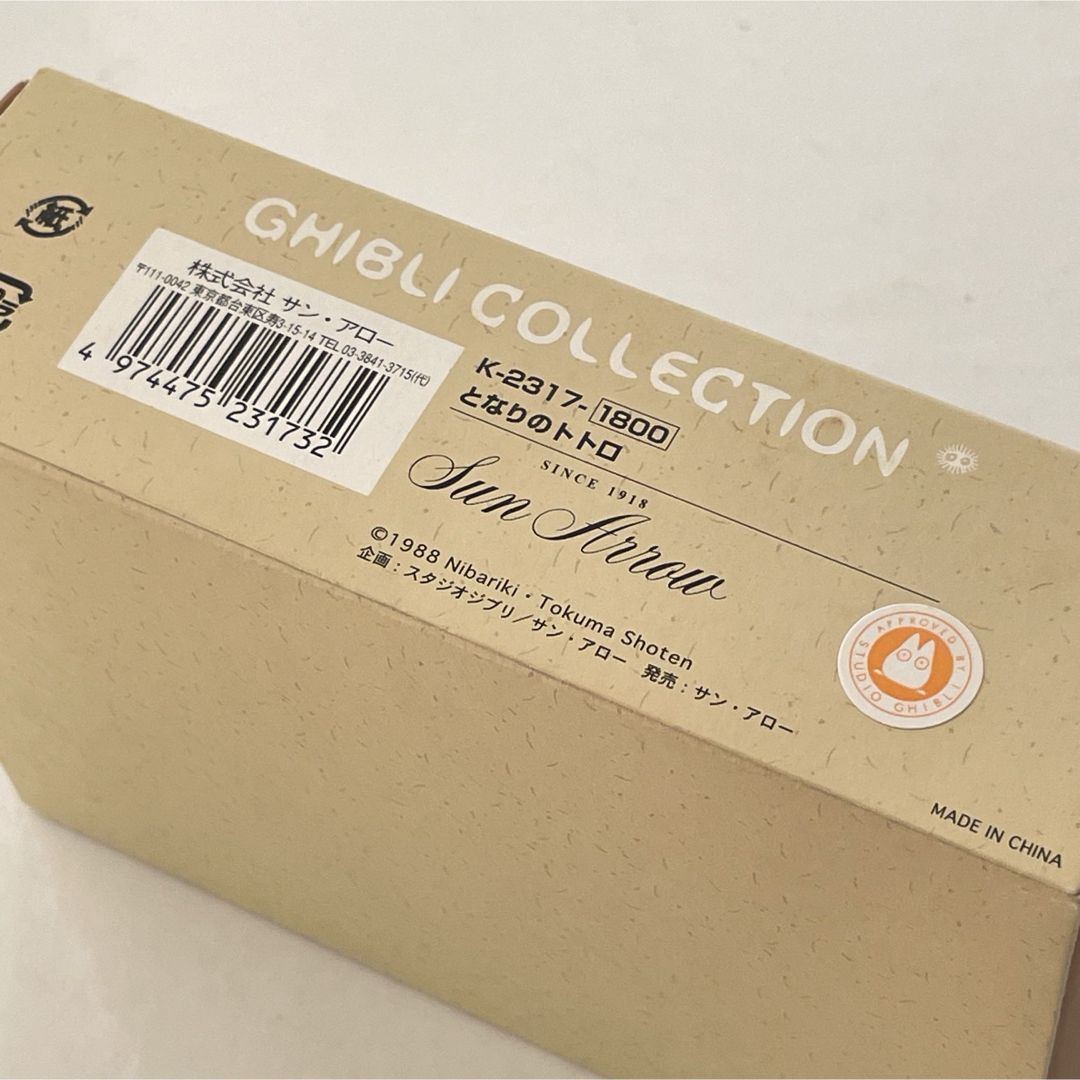 GHIBLI COLLECTION
紙
株式会社 サン・アロー
〒111-0042 東京都台東区寿3-15-14 TEL 03-3841-3715(代)
4 974475 231732
K-2317-1800
となりのトトロ
SINCE 1918
Sun Arrow
©1988 Nibariki・Tokuma Shoten
企画：スタジオジブリ／サン・アロー 発売：サン・アロー
APPROVED BY STUDIO GHIBLI
MADE IN CHINA